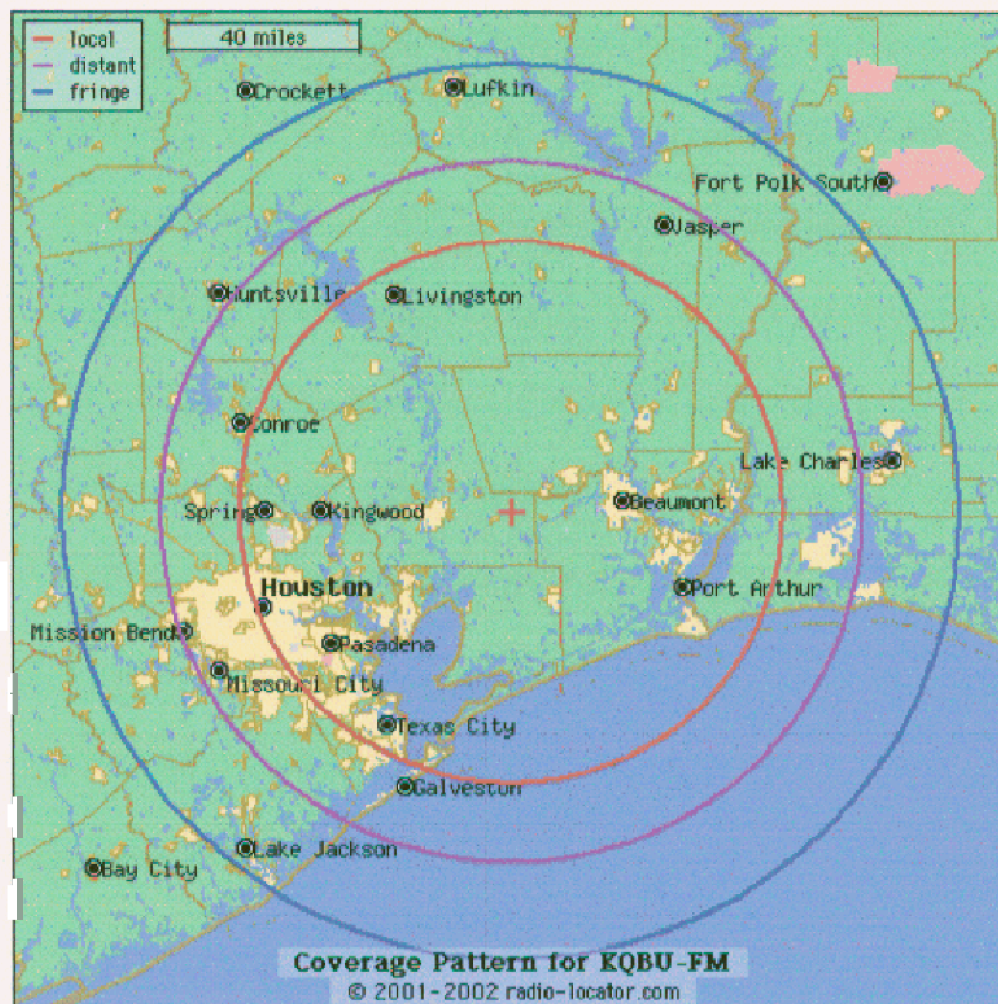 local
40 miles
distant
fringe
Crockett
Lufkin
Fort Polk South
Jasper
Huntsville
Livingston
Conroe
Lake Charles
Spring
Kingwood
Beaumont
Houston
Port Arthur
Mission Bend
Pasadena
Missouri City
Texas City
Galveston
Lake Jackson
Bay City
Coverage Pattern for KQBU-FM
© 2001-2002 radio-locator.com